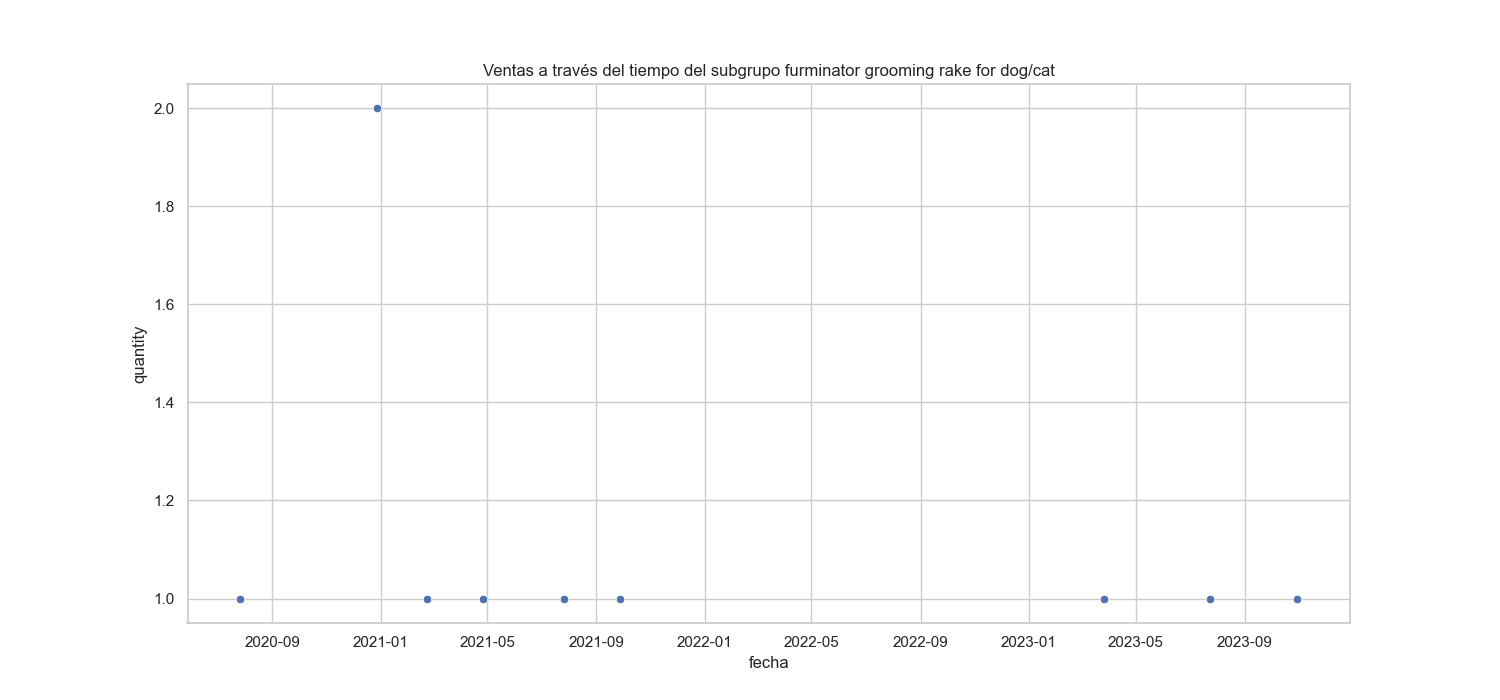 Ventas a través del tiempo del subgrupo furminator grooming rake for dog/cat
2.0
1.8
1.6
1.4
1.2
1.0
quantity
2020-09 2021-01 2021-05 2021-09 2022-01 2022-05 2022-09 2023-01 2023-05 2023-09
fecha